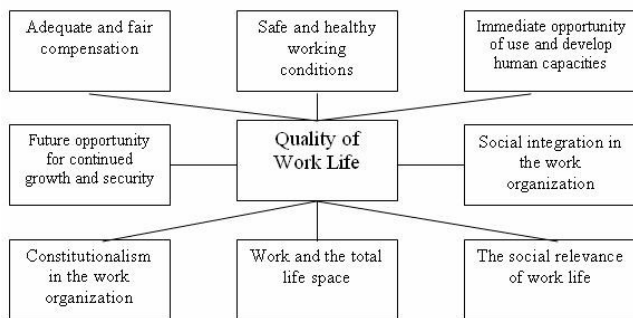 Adequate and fair
compensation
Safe and healthy
working
conditions
Immediate opportunity
of use and develop
human capacities
Future opportunity
for continued
growth and security
Quality of
Work Life
Social integration in
the work
organization
Constitutionalism
in the work
organization
Work and the total
life space
The social relevance
of work life